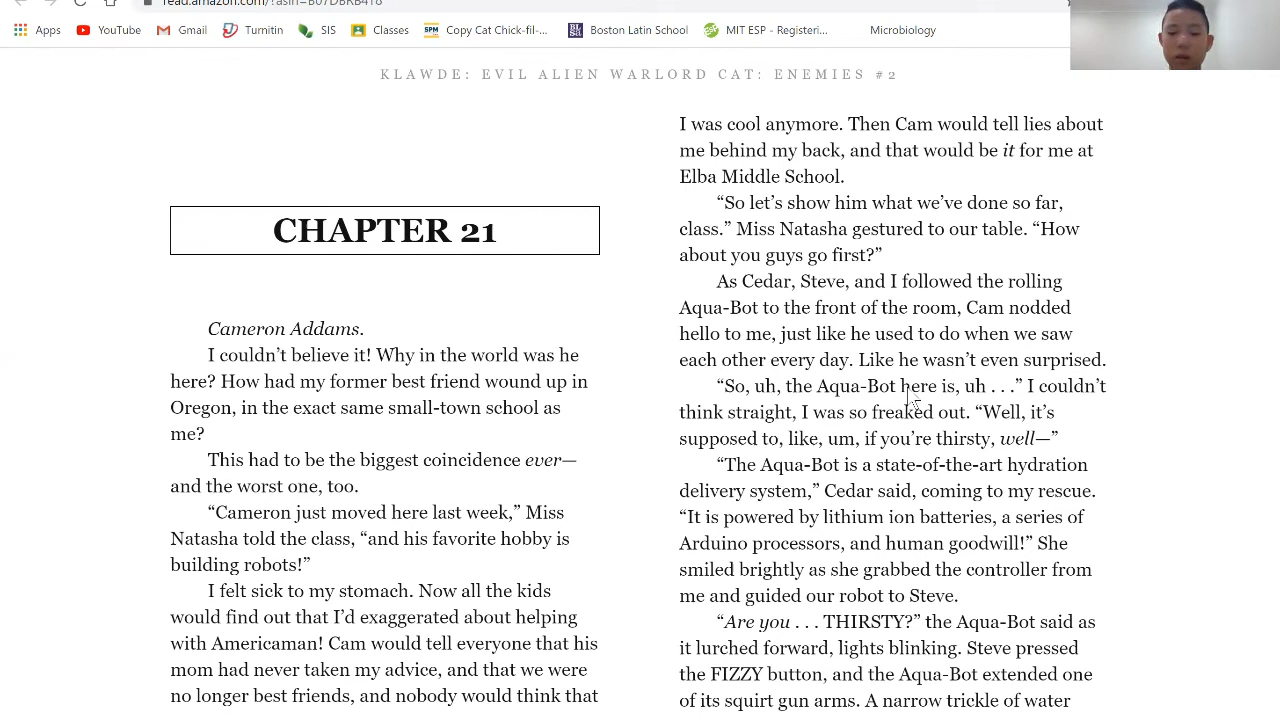 read.amazon.com/?asin=B07DBRB418
Apps
YouTube
Gmail
Turnitin
SIS
Classes
SPM Copy Cat Chick-fil-...
BLS Boston Latin School
MIT ESP - Registeri...
Microbiology
KLAWDE: EVIL ALIEN WARLORD CAT: ENEMIES #2
CHAPTER 21
Cameron Addams.
I couldn’t believe it! Why in the world was he
here? How had my former best friend wound up in
Oregon, in the exact same small-town school as
me?
This had to be the biggest coincidence ever—
and the worst one, too.
“Cameron just moved here last week,” Miss
Natasha told the class, “and his favorite hobby is
building robots!”
I felt sick to my stomach. Now all the kids
would find out that I’d exaggerated about helping
with Americaman! Cam would tell everyone that his
mom had never taken my advice, and that we were
no longer best friends, and nobody would think that
I was cool anymore. Then Cam would tell lies about
me behind my back, and that would be it for me at
Elba Middle School.
“So let’s show him what we’ve done so far,
class.” Miss Natasha gestured to our table. “How
about you guys go first?”
As Cedar, Steve, and I followed the rolling
Aqua-Bot to the front of the room, Cam nodded
hello to me, just like he used to do when we saw
each other every day. Like he wasn’t even surprised.
“So, uh, the Aqua-Bot here is, uh . . .” I couldn’t
think straight, I was so freaked out. “Well, it’s
supposed to, like, um, if you’re thirsty, well—”
“The Aqua-Bot is a state-of-the-art hydration
delivery system,” Cedar said, coming to my rescue.
“It is powered by lithium ion batteries, a series of
Arduino processors, and human goodwill!” She
smiled brightly as she grabbed the controller from
me and guided our robot to Steve.
“Are you . . . THIRSTY?” the Aqua-Bot said as
it lurched forward, lights blinking. Steve pressed
the FIZZY button, and the Aqua-Bot extended one
of its squirt gun arms. A narrow trickle of water